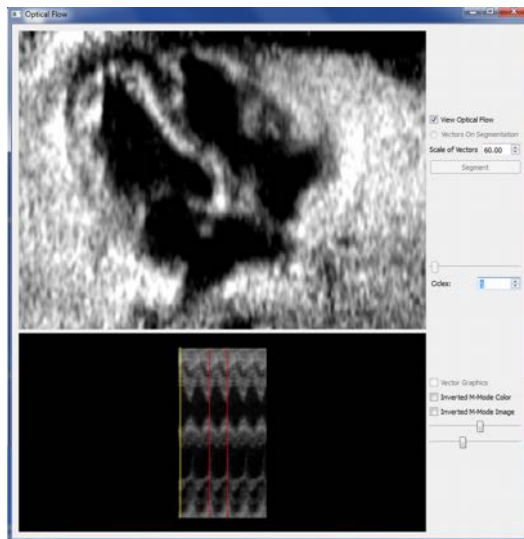 Optical Flow
View Optical Flow
Vectors On Segmentation
Scale of Vectors 60.00
Segment
Cicles:
Vector Graphics
Inverted M-Mode Color
Inverted M-Mode Image